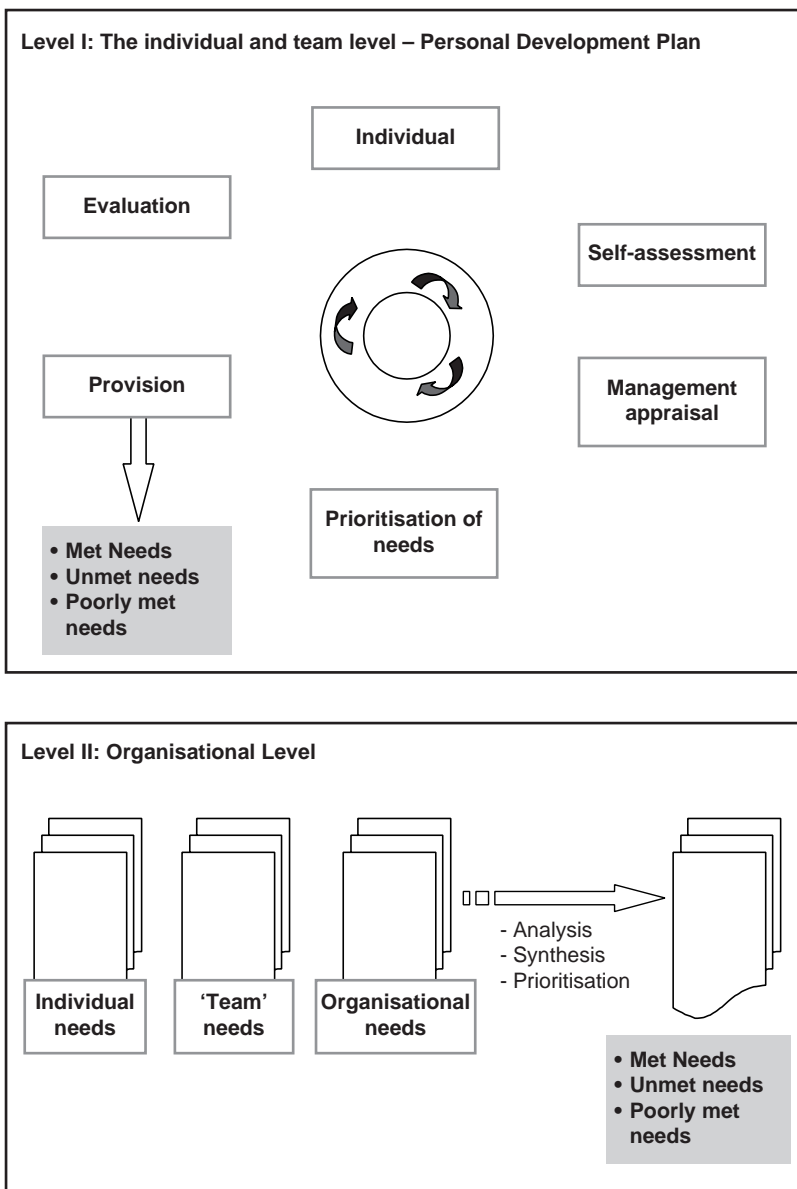 Level I: The individual and team level – Personal Development Plan
Individual
Evaluation
Self-assessment
Provision
Management
appraisal
Prioritisation of
needs
• Met Needs
• Unmet needs
• Poorly met
needs
Level II: Organisational Level
- Analysis
- Synthesis
- Prioritisation
Individual
needs
‘Team’
needs
Organisational
needs
• Met Needs
• Unmet needs
• Poorly met
needs